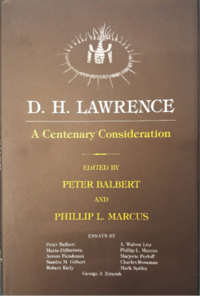 D. H. LAWRENCE
A Centenary Consideration
EDITED BY
PETER BALBERT
AND
PHILLIP L. MARCUS
ESSAYS BY
Peter Balbert
A. Walton Litz
Maria DiBattista
Phillip L. Marcus
Avrom Fleishman
Marjorie Perloff
Sandra M. Gilbert
Charles Rossman
Robert Kiely
Mark Spilka
George J. Zytaruk